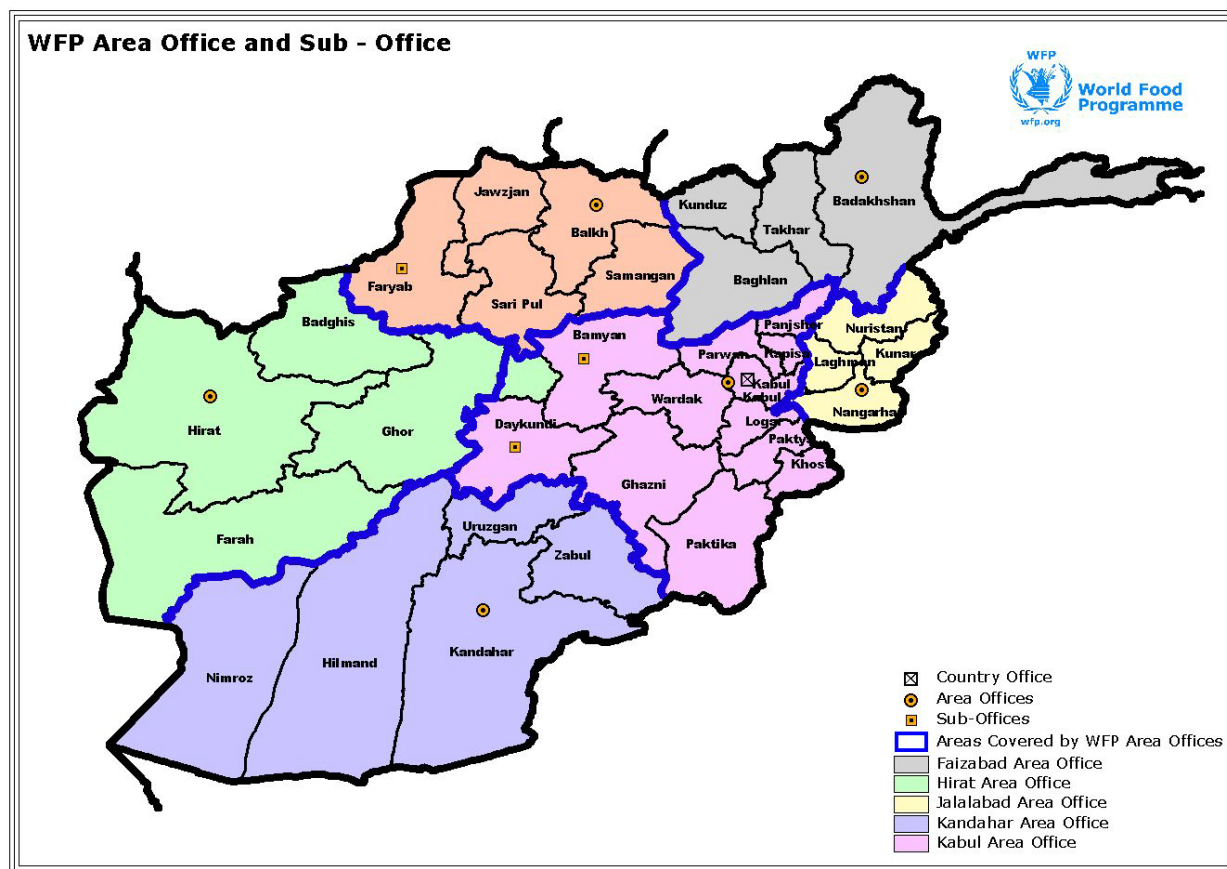 WFP Area Office and Sub - Office
WFP
World Food
Programme
wfp.org
Jawzjan
Kunduz
Badakhshan
Balkh
Takhar
Faryab
Samangan
Baghlan
Sari Pul
Badghis
Panjsher
Nuristan
Bamyan
Parwan
Kapisa
Laghman
Kunar
Kabul
Kabul
Wardak
Nangarha
Hirat
Ghor
Daykundi
Logar
Paktya
Khost
Ghazni
Farah
Uruzgan
Zabul
Paktika
Kandahar
Hilmand
Nimroz
Country Office
Area Offices
Sub-Offices
Areas Covered by WFP Area Offices
Faizabad Area Office
Hirat Area Office
Jalalabad Area Office
Kandahar Area Office
Kabul Area Office